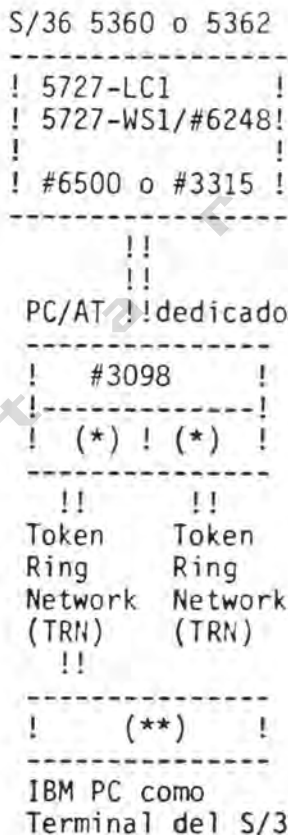 S/36 5360 o 5362
-----------------
! 5727-LC1 !
! 5727-WS1/#6248!
! !
! #6500 o #3315 !
-----------------
!!
!!
PC/AT !!dedicado
---------------
! #3098 !
!--------------!
! (*) ! (*) !
---------------
!! !!
Token Token
Ring Ring
Network Network
(TRN) (TRN)
!!
---------------
! (**) !
---------------
IBM PC como
Terminal del S/3